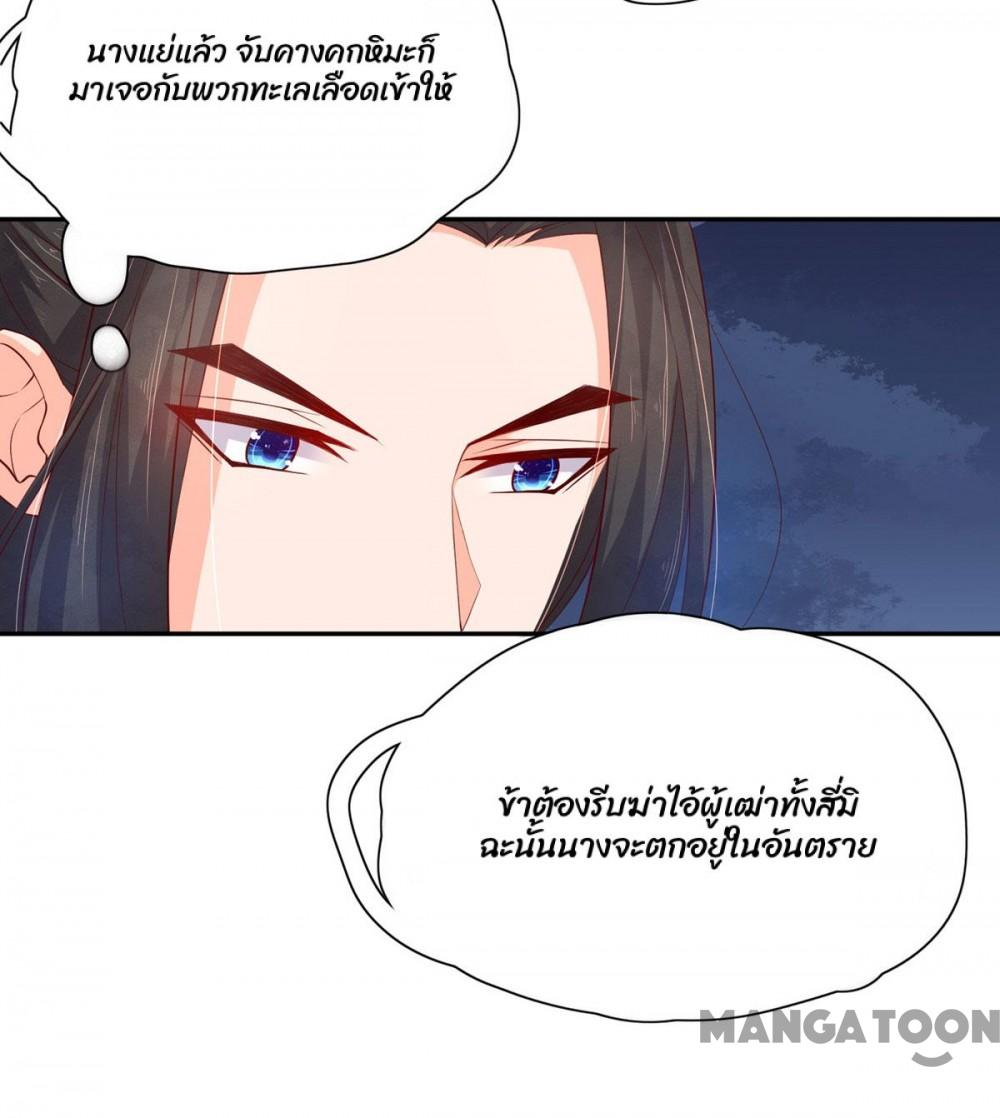 นางแย่แล้ว จับคางคกหิมะก็
มาเจอกับพวกทะเลเลือดเข้าให้
ข้าต้องรีบฆ่าไอ้ผู้เฒ่าทั้งสี่มิ
ฉะนั้นนางจะตกอยู่ในอันตราย
MANGATOON